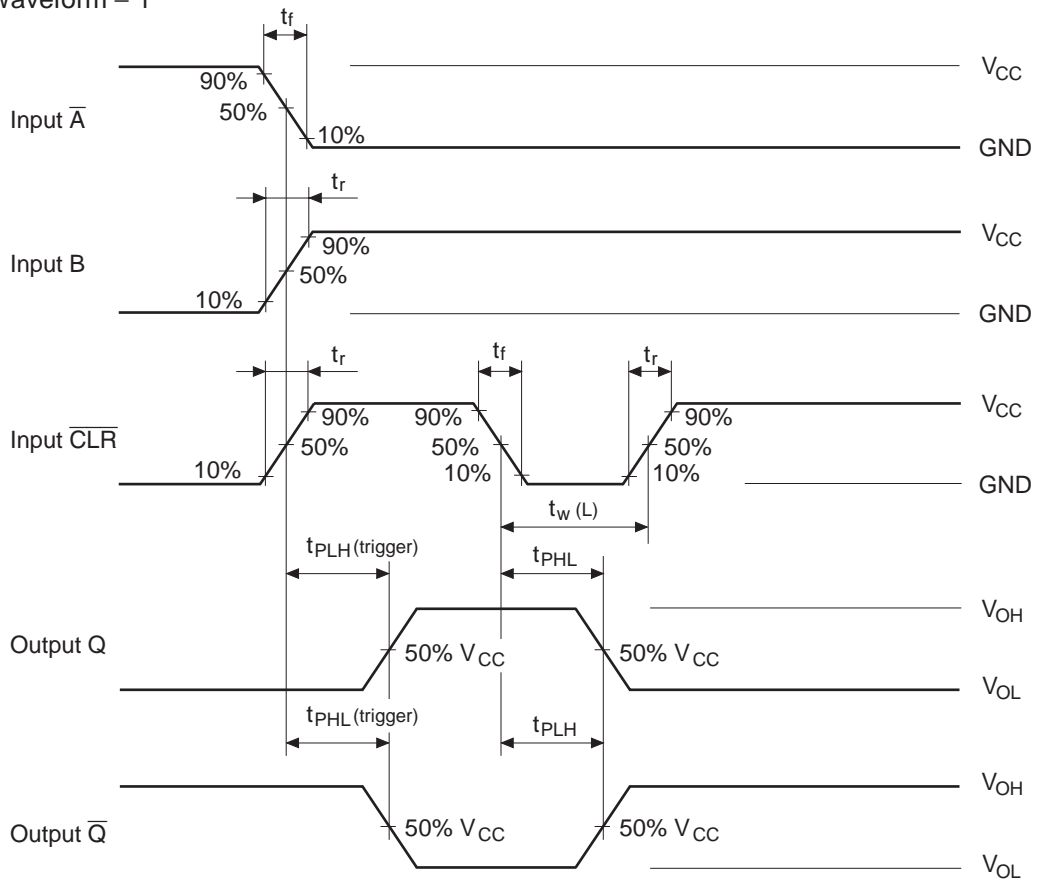 Waveform – 1
tf
VCC
90%
50%
Input A̅
10%
GND
tr
VCC
90%
Input B
50%
10%
GND
tr
tf
tr
VCC
90%
90%
90%
Input C̅L̅R̅
50%
50%
50%
10%
10%
10%
GND
tw (L)
tPLH (trigger)
tPHL
VOH
Output Q
50% VCC
50% VCC
VOL
tPHL (trigger)
tPLH
VOH
Output Q̅
50% VCC
50% VCC
VOL